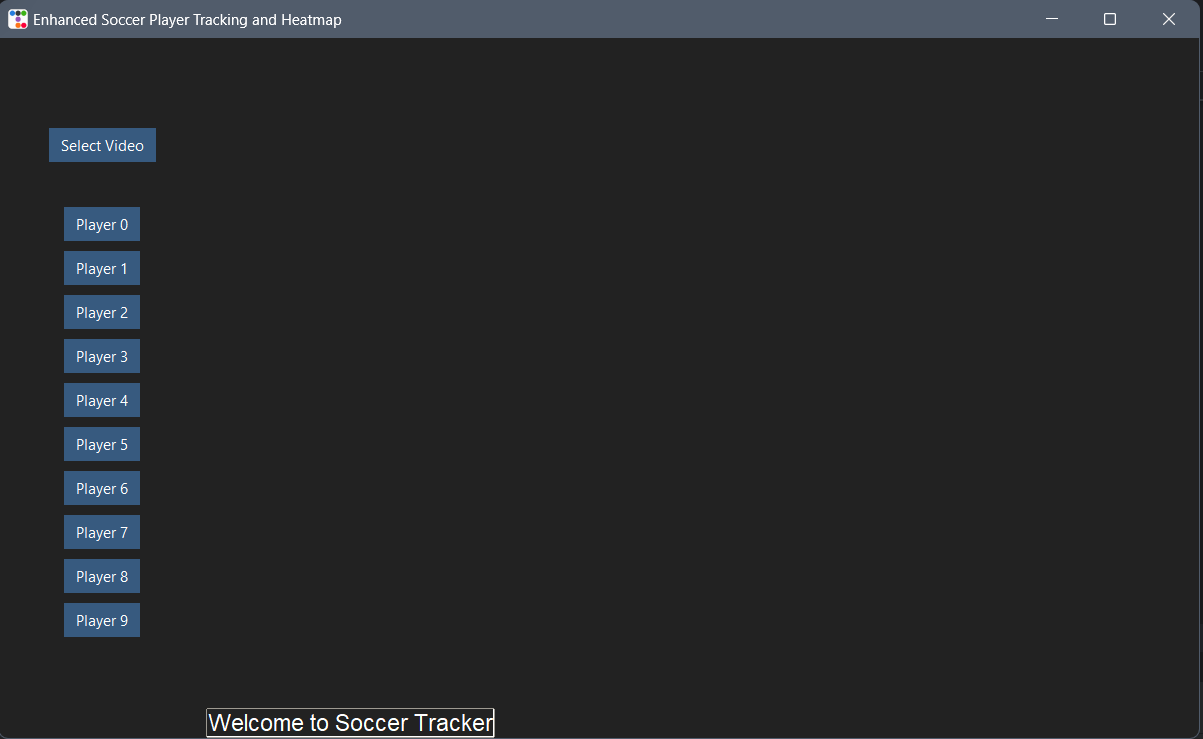 Enhanced Soccer Player Tracking and Heatmap
Select Video
Player 0
Player 1
Player 2
Player 3
Player 4
Player 5
Player 6
Player 7
Player 8
Player 9
Welcome to Soccer Tracker